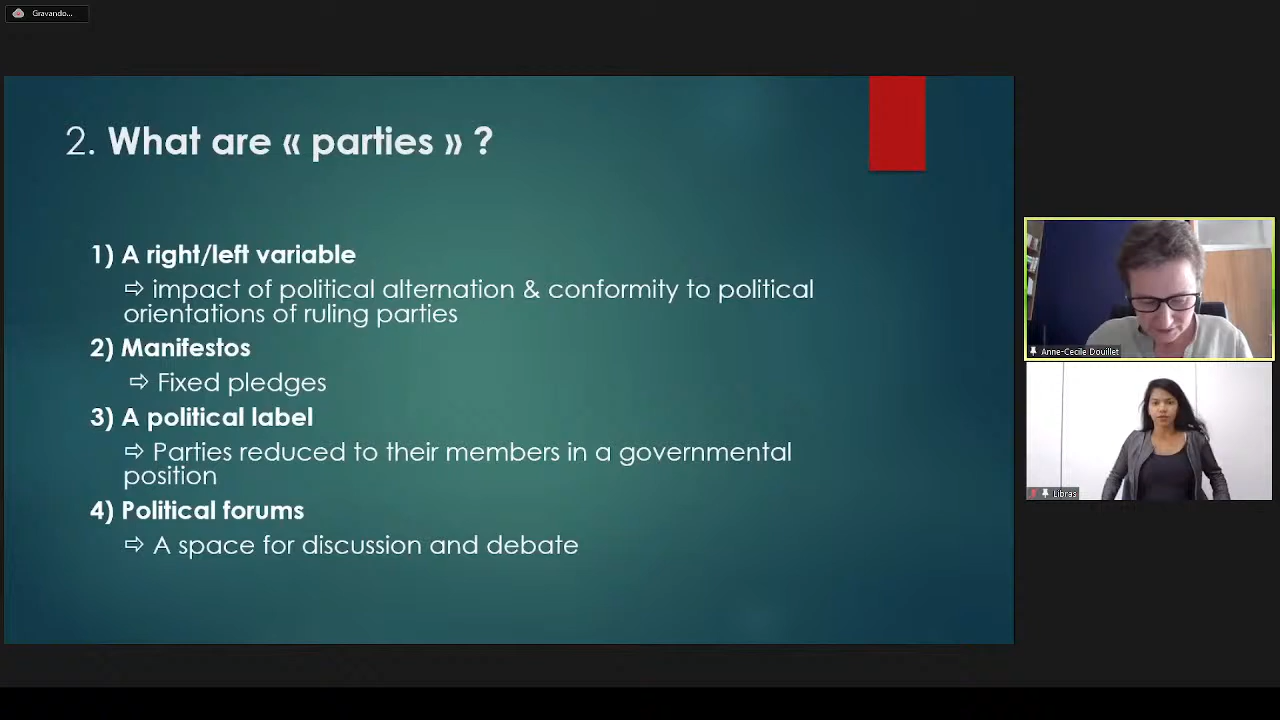 Gravando...
2. What are « parties » ?
1) A right/left variable
⇨ impact of political alternation & conformity to political
orientations of ruling parties
2) Manifestos
⇨ Fixed pledges
3) A political label
⇨ Parties reduced to their members in a governmental
position
4) Political forums
⇨ A space for discussion and debate
Anne-Cecile Douillet
Libras